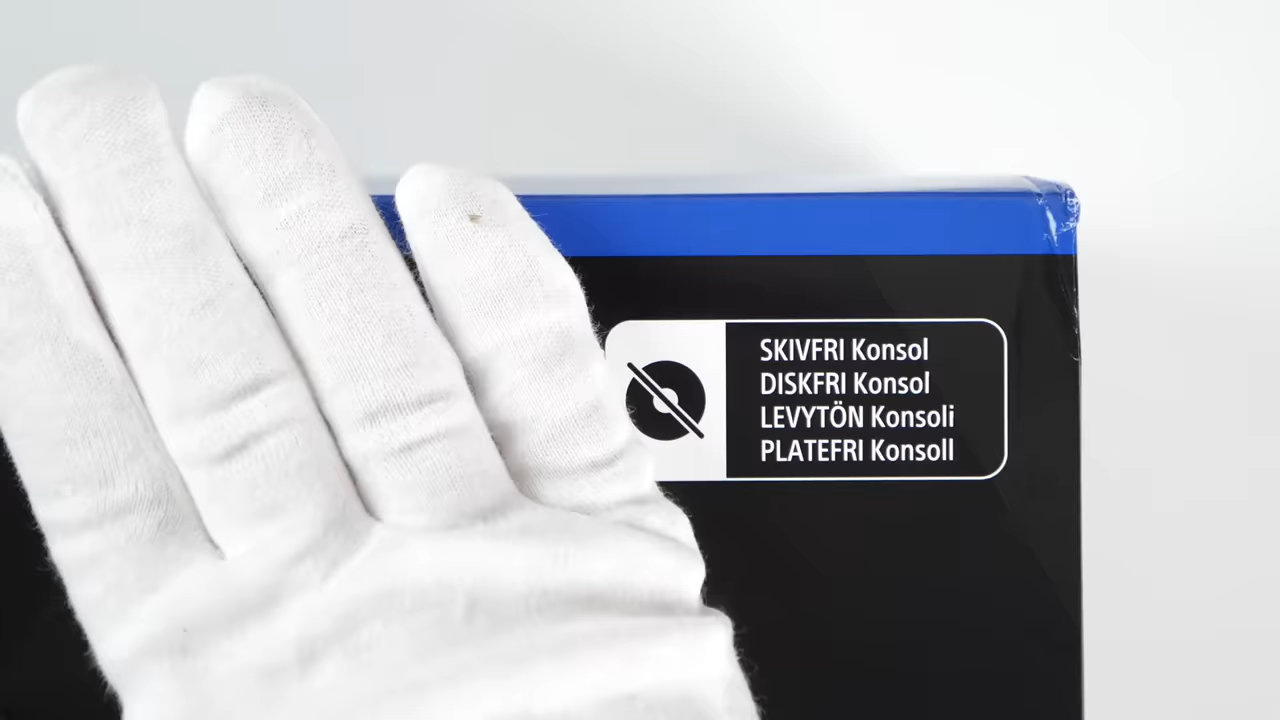 SKIVFRI Konsol
DISKFRI Konsol
LEVYTÖN Konsoli
PLATEFRI Konsoll